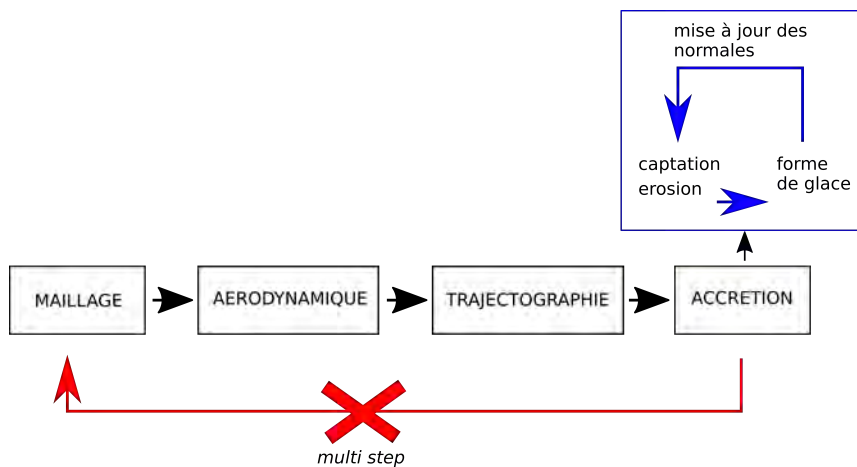 mise à jour des
normales
captation
erosion
forme
de glace
MAILLAGE
AERODYNAMIQUE
TRAJECTOGRAPHIE
ACCRETION
multi step